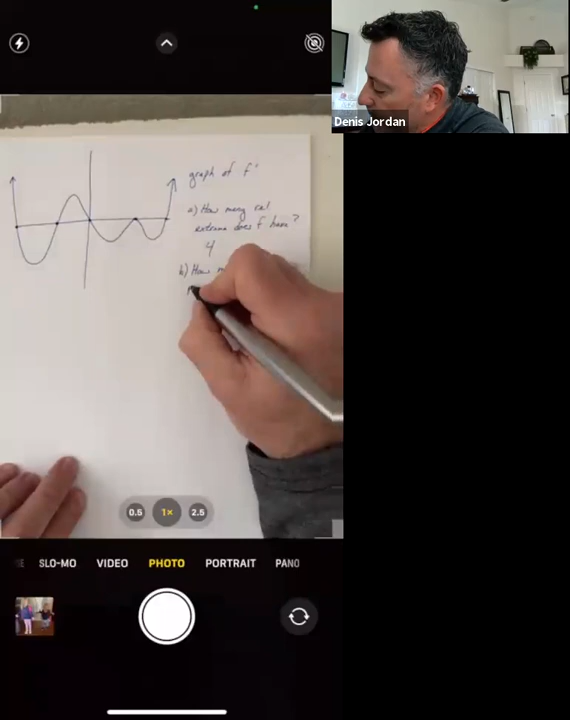 Denis Jordan
graph of f'
a) How many rel
extrema does f have?
4
b) How m
0.5 1× 2.5
SLO-MO VIDEO PHOTO PORTRAIT PANO